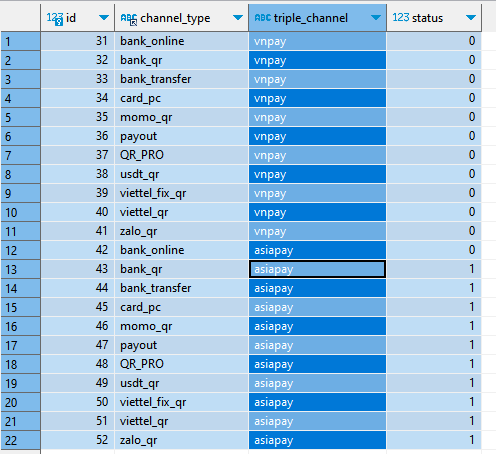 123 id ABC channel_type ABC triple_channel 123 status
1 31 bank_online vnpay 0
2 32 bank_qr vnpay 0
3 33 bank_transfer vnpay 0
4 34 card_pc vnpay 0
5 35 momo_qr vnpay 0
6 36 payout vnpay 0
7 37 QR_PRO vnpay 0
8 38 usdt_qr vnpay 0
9 39 viettel_fix_qr vnpay 0
10 40 viettel_qr vnpay 0
11 41 zalo_qr vnpay 0
12 42 bank_online asiapay 0
13 43 bank_qr asiapay 1
14 44 bank_transfer asiapay 1
15 45 card_pc asiapay 1
16 46 momo_qr asiapay 1
17 47 payout asiapay 1
18 48 QR_PRO asiapay 1
19 49 usdt_qr asiapay 1
20 50 viettel_fix_qr asiapay 1
21 51 viettel_qr asiapay 1
22 52 zalo_qr asiapay 1